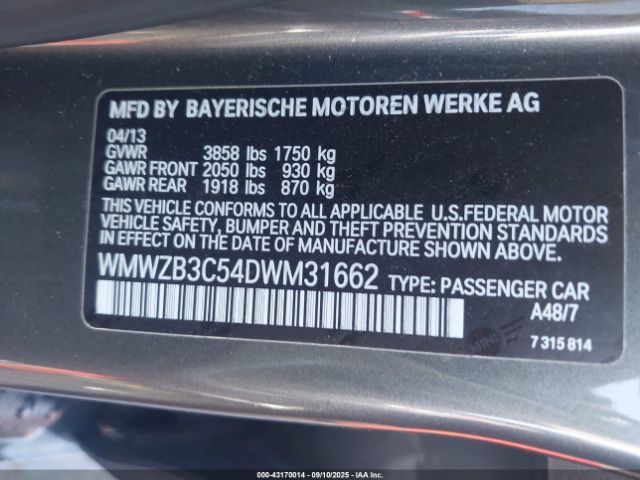 MFD BY BAYERISCHE MOTOREN WERKE AG
04/13
GVWR 3858 lbs 1750 kg
GAWR FRONT 2050 lbs 930 kg
GAWR REAR 1918 lbs 870 kg
THIS VEHICLE CONFORMS TO ALL APPLICABLE U.S.FEDERAL MOTOR
VEHICLE SAFETY, BUMPER AND THEFT PREVENTION STANDARDS
IN EFFECT ON THE DATE OF MANUFACTURE SHOWN ABOVE.
WMWZB3C54DWM31662 TYPE: PASSENGER CAR
A48/7
MINI
7 315 814
000-43170014 - 09/10/2025 - IAAI Inc.